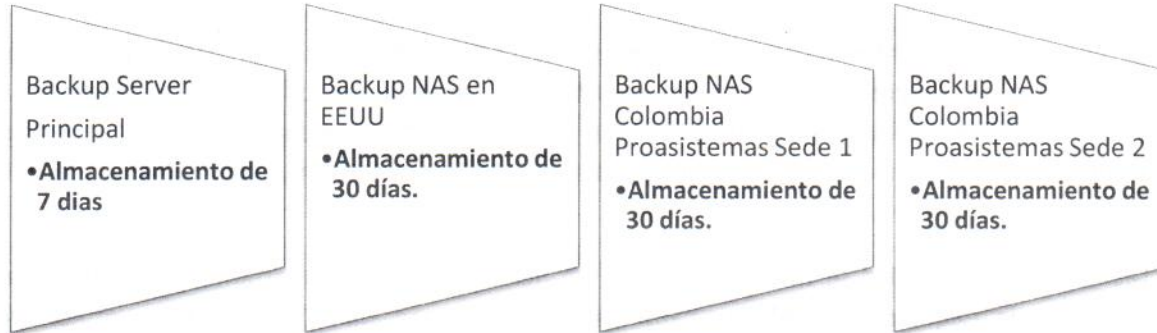 Backup Server
Principal
•Almacenamiento de
7 dias
Backup NAS en
EEUU
•Almacenamiento de
30 días.
Backup NAS
Colombia
Proasistemas Sede 1
•Almacenamiento de
30 días.
Backup NAS
Colombia
Proasistemas Sede 2
•Almacenamiento de
30 días.